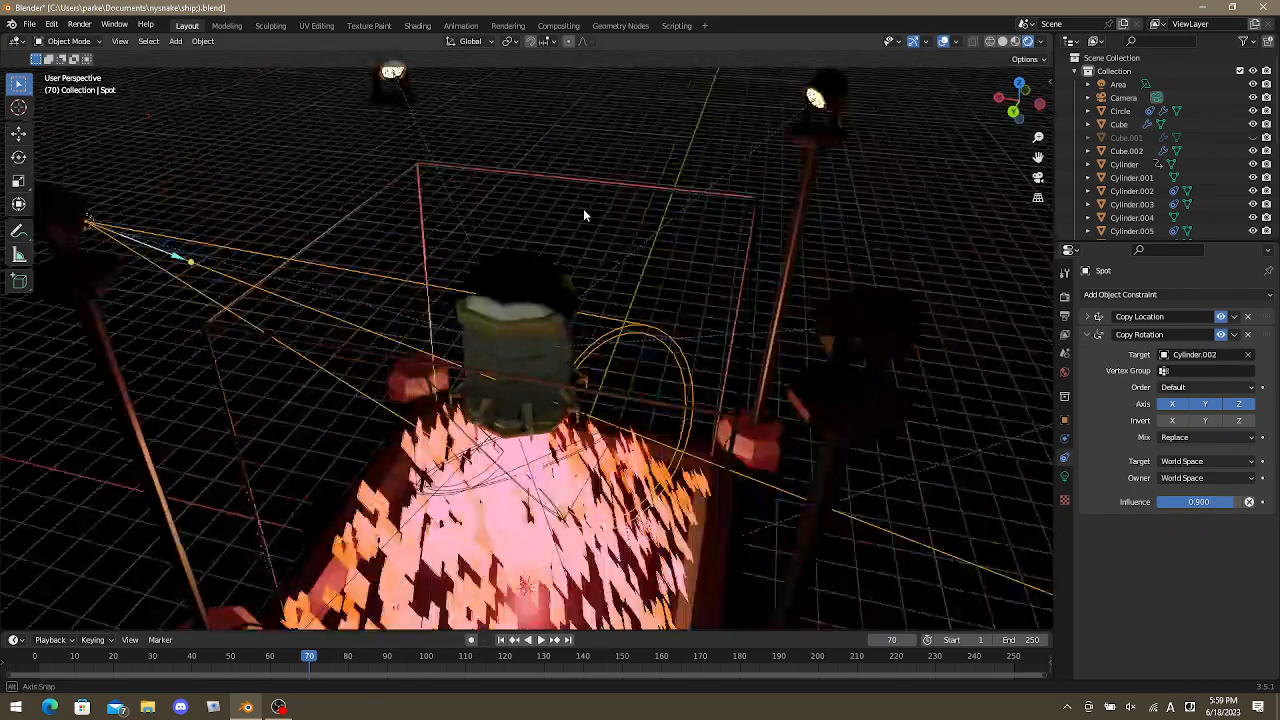 Blender* [C:\Users\parke\Documents\nysnake\ship;).blend]
File Edit Render Window Help Layout Modeling Sculpting UV Editing Texture Paint Shading Animation Rendering Compositing Geometry Nodes Scripting + Scene ViewLayer
Object Mode View Select Add Object Global
Options
User Perspective
(70) Collection | Spot
Scene Collection
Collection
Area
Camera
Circle
Cube
Cube.001
Cube.002
Cylinder
Cylinder.001
Cylinder.002
Cylinder.003
Cylinder.004
Cylinder.005
Spot
Add Object Constraint
Copy Location
Copy Rotation
Target Cylinder.002
Vertex Group
Order Default
Axis X Y Z
Invert X Y Z
Mix Replace
Target World Space
Owner World Space
Influence 0.900
Playback Keying View Marker 70 Start 1 End 250
0 10 20 30 40 50 60 70 80 90 100 110 120 130 140 150 160 170 180 190 200 210 220 230 240 250
Axis Snap 3.5.1
5:59 PM
6/18/2023